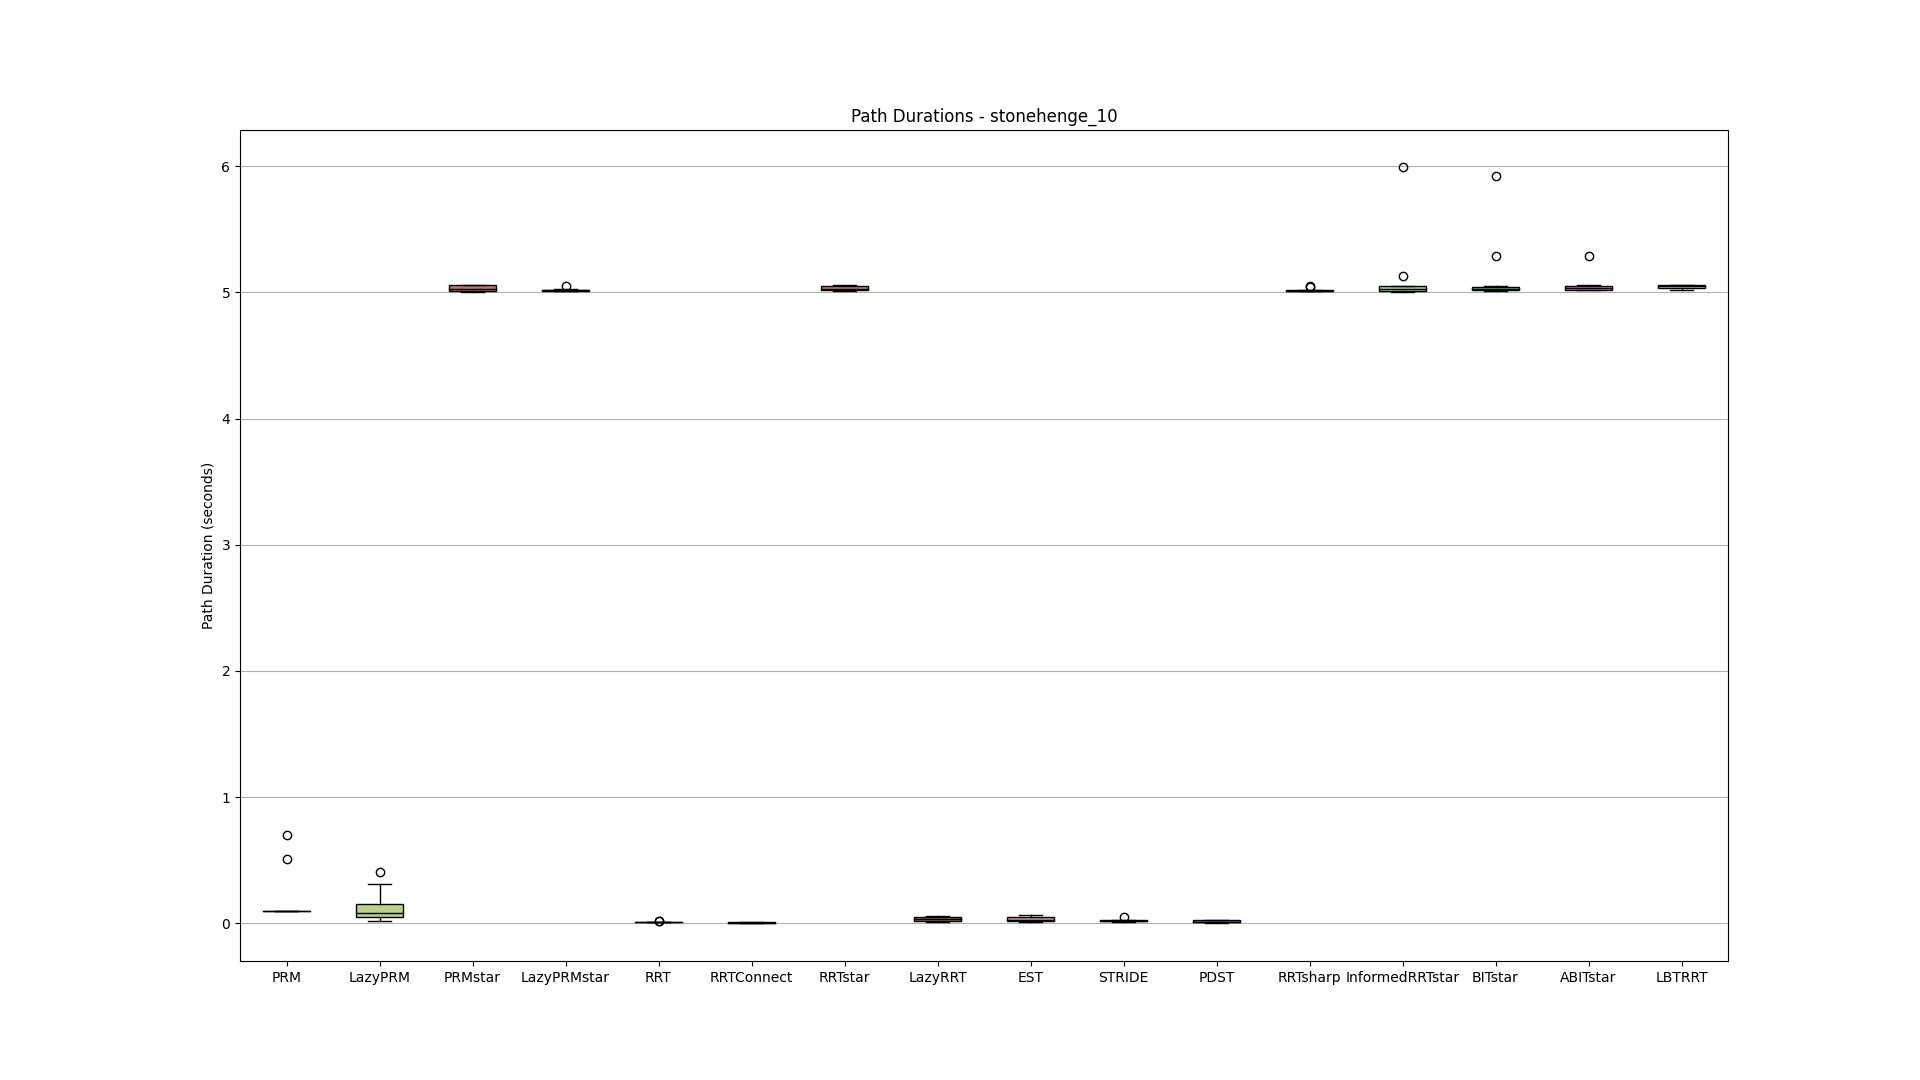 Path Durations - stonehenge_10
Path Duration (seconds)
6
5
4
3
2
1
0
PRM LazyPRM PRMstar LazyPRMstar RRT RRTConnect RRTstar LazyRRT EST STRIDE PDST RRTsharp InformedRRTstar BITstar ABITstar LBTRRT